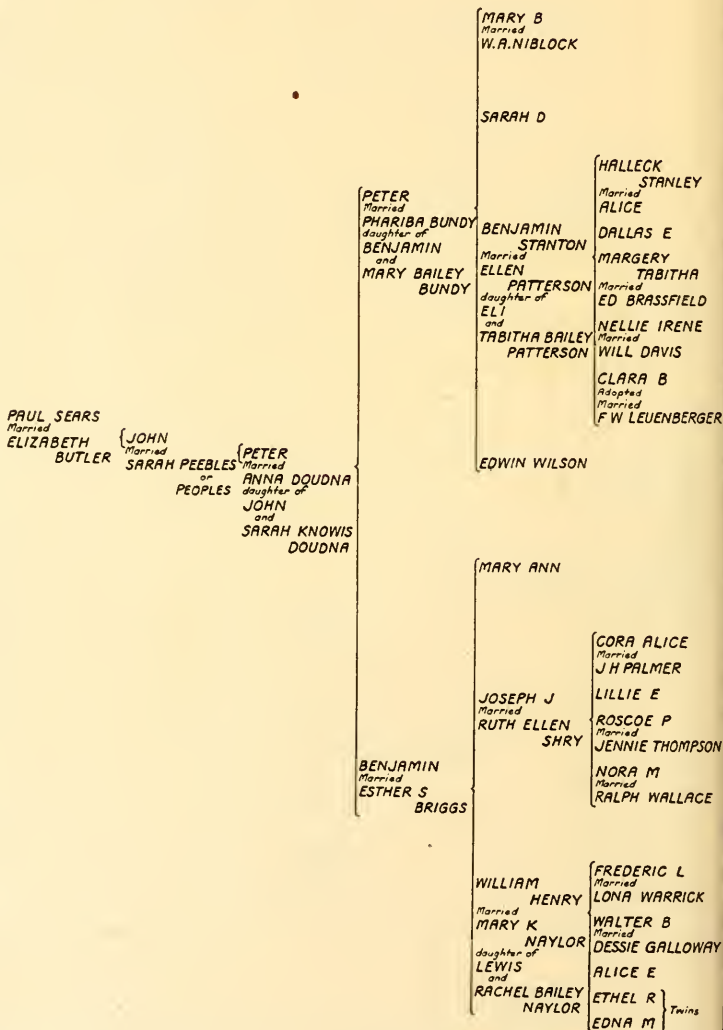 PAUL SEARS
Married
ELIZABETH
BUTLER
JOHN
Married
SARAH PEEBLES
or
PEOPLES
PETER
Married
ANNA DOUDNA
daughter of
JOHN
and
SARAH KNOWIS
DOUDNA
PETER
Married
PHARIBA BUNDY
daughter of
BENJAMIN
and
MARY BAILEY
BUNDY
MARY B
Married
W.A.NIBLOCK
SARAH D
BENJAMIN
STANTON
Married
ELLEN
PATTERSON
daughter of
ELI
and
TABITHA BAILEY
PATTERSON
HALLECK
STANLEY
Married
ALICE
DALLAS E
MARGERY
TABITHA
Married
ED BRASSFIELD
NELLIE IRENE
Married
WILL DAVIS
CLARA B
Adopted
Married
F W LEUENBERGER
EDWIN WILSON
BENJAMIN
Married
ESTHER S
BRIGGS
MARY ANN
JOSEPH J
Married
RUTH ELLEN
SHRY
CORA ALICE
Married
J H PALMER
LILLIE E
ROSCOE P
Married
JENNIE THOMPSON
NORA M
Married
RALPH WALLACE
WILLIAM
HENRY
Married
MARY K
NAYLOR
daughter of
LEWIS
and
RACHEL BAILEY
NAYLOR
FREDERIC L
Married
LONA WARRICK
WALTER B
Married
DESSIE GALLOWAY
ALICE E
ETHEL R
EDNA M
Twins